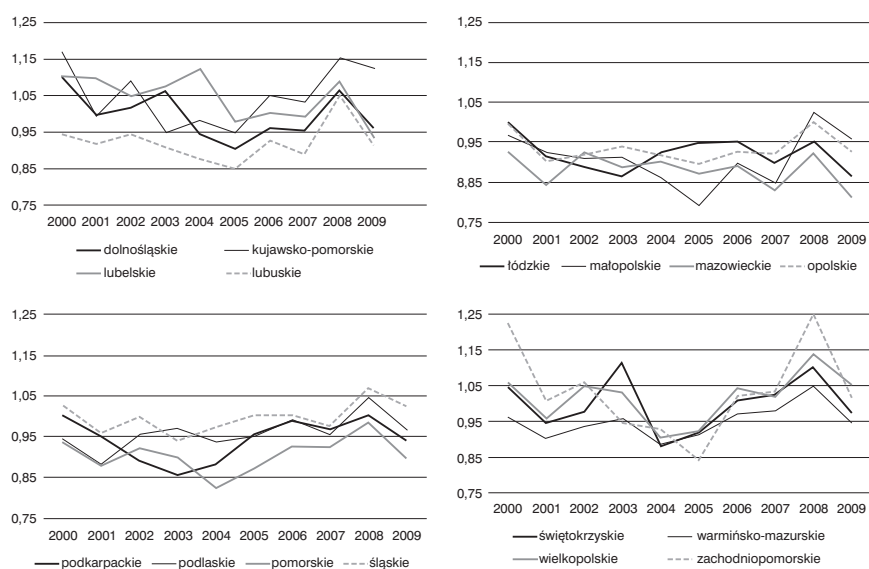 1,25
1,15
1,05
0,95
0,85
0,75
2000 2001 2002 2003 2004 2005 2006 2007 2008 2009
dolnośląskie kujawsko-pomorskie
lubelskie lubuskie
1,25
1,15
1,05
0,95
0,85
0,75
2000 2001 2002 2003 2004 2005 2006 2007 2008 2009
łódzkie małopolskie mazowieckie opolskie
1,25
1,15
1,05
0,95
0,85
0,75
2000 2001 2002 2003 2004 2005 2006 2007 2008 2009
podkarpackie podlaskie pomorskie śląskie
1,25
1,15
1,05
0,95
0,85
0,75
2000 2001 2002 2003 2004 2005 2006 2007 2008 2009
świętokrzyskie warmińsko-mazurskie
wielkopolskie zachodniopomorskie